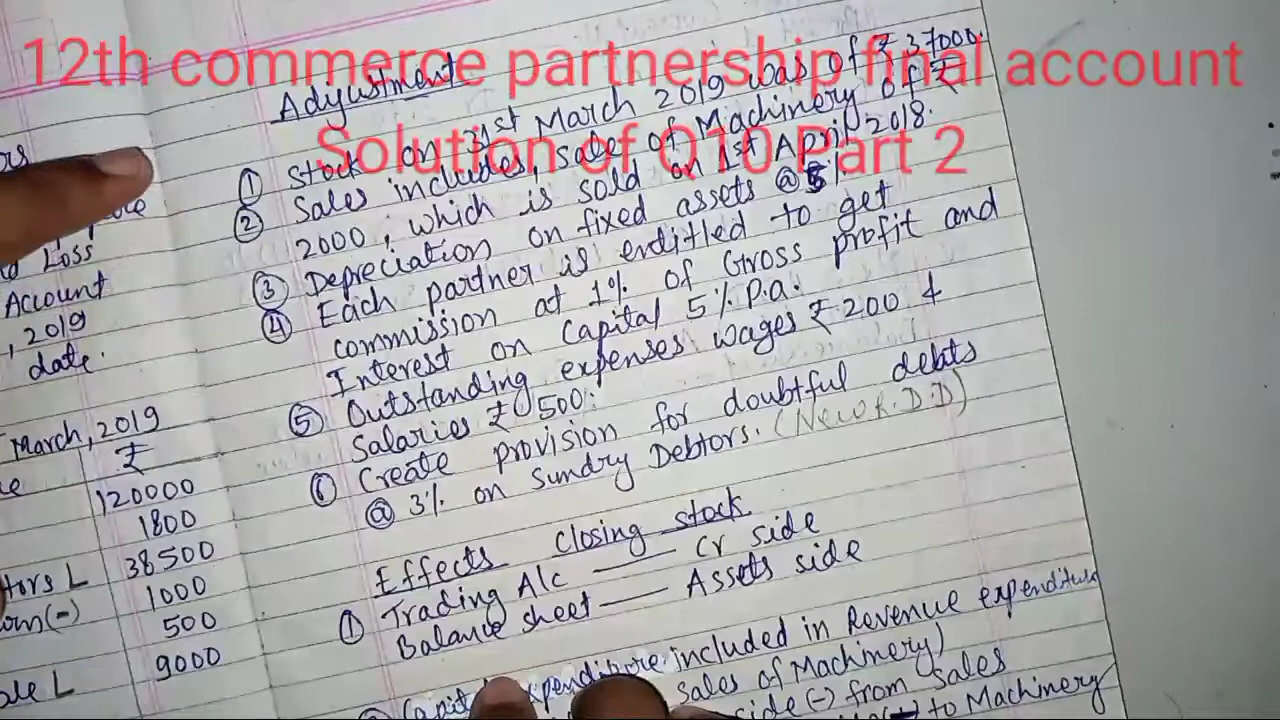 12th commerce partnership final account
Solution of Q10 Part 2
Adjustment
① Stock on 31st March 2019 was of ₹ 37000.
② Sales includes, sales of Machinery of ₹
2000, which is sold on 1st April 2018.
③ Depreciation on fixed assets @ 5%
④ Each partner is entitled to get
commission at 1% of Gross profit and
Interest on Capital 5% p.a.
⑤ Outstanding expenses wages ₹ 200 &
Salaries ₹ 500.
⑥ Create provision for doubtful debts
@ 3% on Sundry Debtors. (New R.D.D)
Effects Closing stock
① Trading A/c —— Cr side
Balance sheet —— Assets side
included in Revenue expenditure
sales of Machinery)
side (-) from Sales
to Machinery
Loss
Account
, 2019
date.
March, 2019
₹
120000
1800
38500
tors L 1000
(-) 500
9000
L